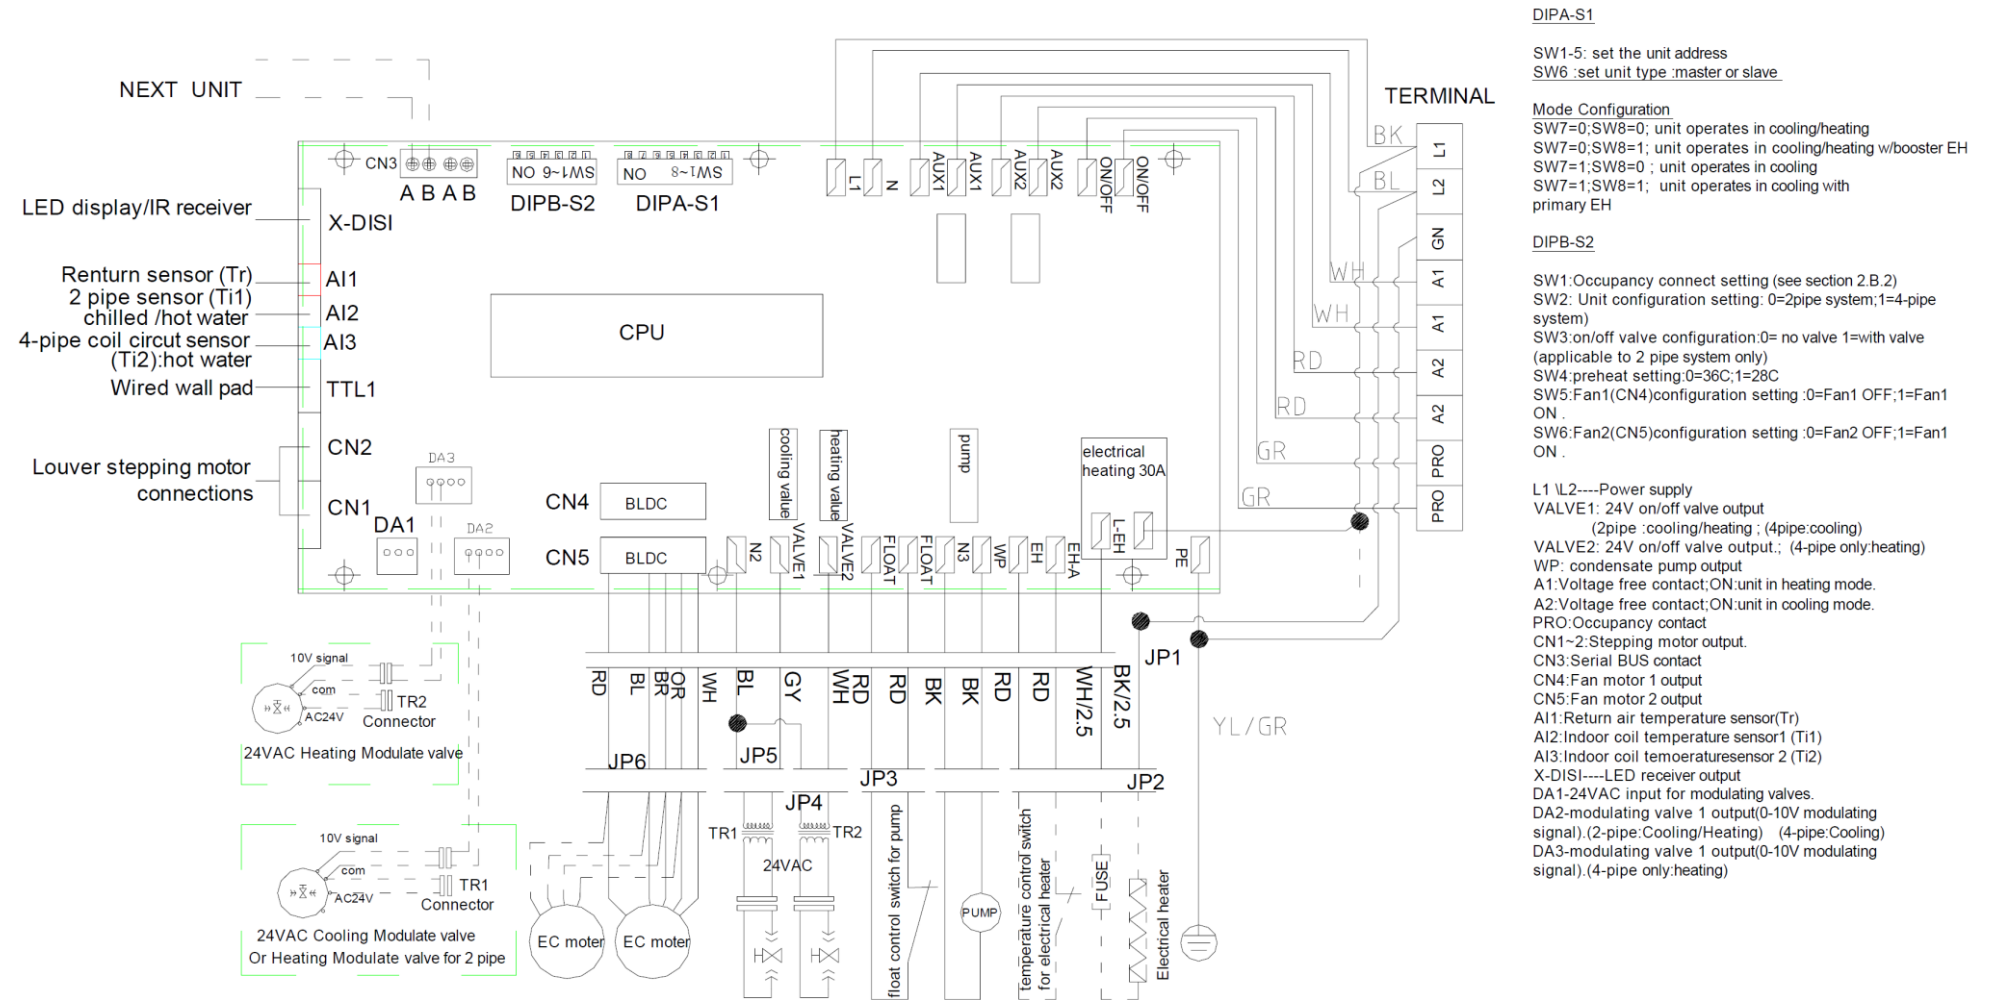 NEXT UNIT
CN3
A B A B
ON SW1~6
DIPB-S2
ON SW1~8
DIPA-S1
L1
N
AUX1
AUX1
AUX2
AUX2
ON/OFF
ON/OFF
TERMINAL
BK
BL
WH
WH
RD
RD
GR
GR
L1
L2
GN
A1
A1
A2
A2
PRO
PRO
LED display/IR receiver
X-DISI
Renturn sensor (Tr)
AI1
2 pipe sensor (Ti1)
chilled /hot water
AI2
4-pipe coil circut sensor
(Ti2):hot water
AI3
Wired wall pad
TTL1
Louver stepping motor
connections
CN2
CN1
CPU
DA3
DA1
DA2
CN4
BLDC
CN5
BLDC
cooling value
heating value
pump
electrical
heating 30A
N2
VALVE1
VALVE2
FLOAT
FLOAT
N3
WP
EH
EH-A
L-EH
PE
RD
BL
BR
OR
WH
BL
GY
WH
RD
RD
BK
BK
RD
RD
WH/2.5
BK/2.5
JP1
YL/GR
JP6
JP5
JP4
JP3
JP2
10V signal
com
AC24V
TR2
Connector
24VAC Heating Modulate valve
10V signal
com
AC24V
TR1
Connector
24VAC Cooling Modulate valve
Or Heating Modulate valve for 2 pipe
EC moter
EC moter
TR1
TR2
24VAC
float control switch for pump
PUMP
temperature control switch
for electrical heater
FUSE
Electrical heater
DIPA-S1
SW1-5: set the unit address
SW6 :set unit type :master or slave
Mode Configuration
SW7=0;SW8=0; unit operates in cooling/heating
SW7=0;SW8=1; unit operates in cooling/heating w/booster EH
SW7=1;SW8=0 ; unit operates in cooling
SW7=1;SW8=1; unit operates in cooling with
primary EH
DIPB-S2
SW1:Occupancy connect setting (see section 2.B.2)
SW2: Unit configuration setting: 0=2pipe system;1=4-pipe
system)
SW3:on/off valve configuration:0= no valve 1=with valve
(applicable to 2 pipe system only)
SW4:preheat setting:0=36C;1=28C
SW5:Fan1(CN4)configuration setting :0=Fan1 OFF;1=Fan1
ON .
SW6:Fan2(CN5)configuration setting :0=Fan2 OFF;1=Fan1
ON .
L1 \L2----Power supply
VALVE1: 24V on/off valve output
(2pipe :cooling/heating ; (4pipe:cooling)
VALVE2: 24V on/off valve output.; (4-pipe only:heating)
WP: condensate pump output
A1:Voltage free contact;ON:unit in heating mode.
A2:Voltage free contact;ON:unit in cooling mode.
PRO:Occupancy contact
CN1~2:Stepping motor output.
CN3:Serial BUS contact
CN4:Fan motor 1 output
CN5:Fan motor 2 output
AI1:Return air temperature sensor(Tr)
AI2:Indoor coil temperature sensor1 (Ti1)
AI3:Indoor coil temoeraturesensor 2 (Ti2)
X-DISI----LED receiver output
DA1-24VAC input for modulating valves.
DA2-modulating valve 1 output(0-10V modulating
signal).(2-pipe:Cooling/Heating) (4-pipe:Cooling)
DA3-modulating valve 1 output(0-10V modulating
signal).(4-pipe only:heating)